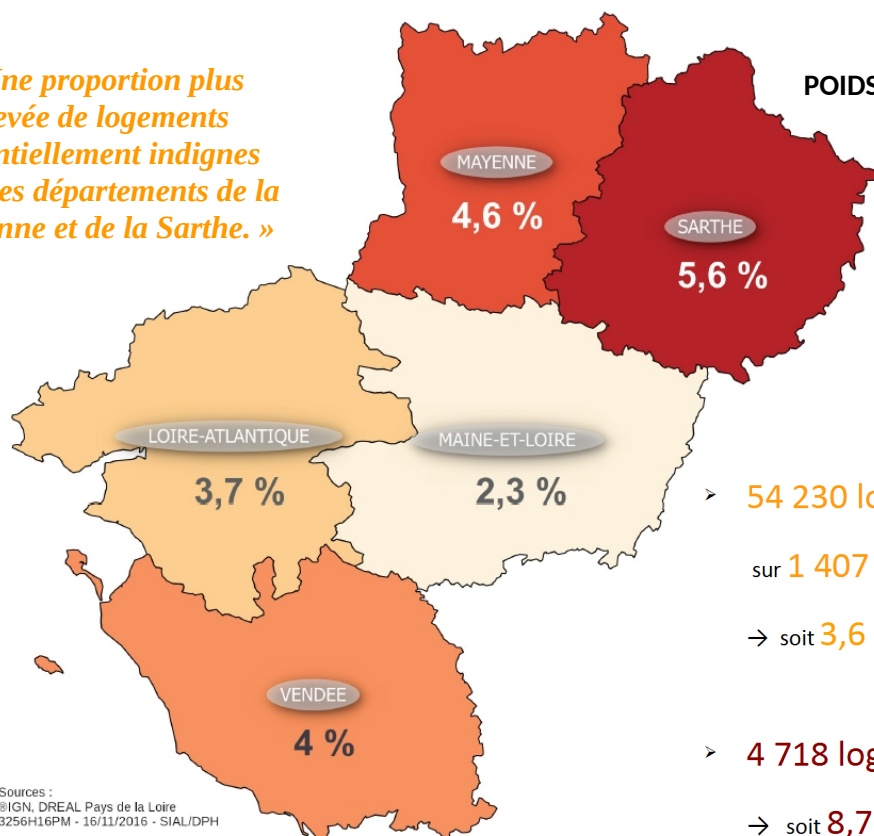 ne proportion plus
evée de logements
ntiellement indignes
es départements de la
nne et de la Sarthe. »
POIDS
MAYENNE
4,6 %
SARTHE
5,6 %
LOIRE-ATLANTIQUE
3,7 %
MAINE-ET-LOIRE
2,3 %
VENDEE
4 %
➢ 54 230 lo
sur 1 407
→ soit 3,6
➢ 4 718 log
→ soit 8,7
Sources :
®IGN, DREAL Pays de la Loire
3256H16PM - 16/11/2016 - SIAL/DPH